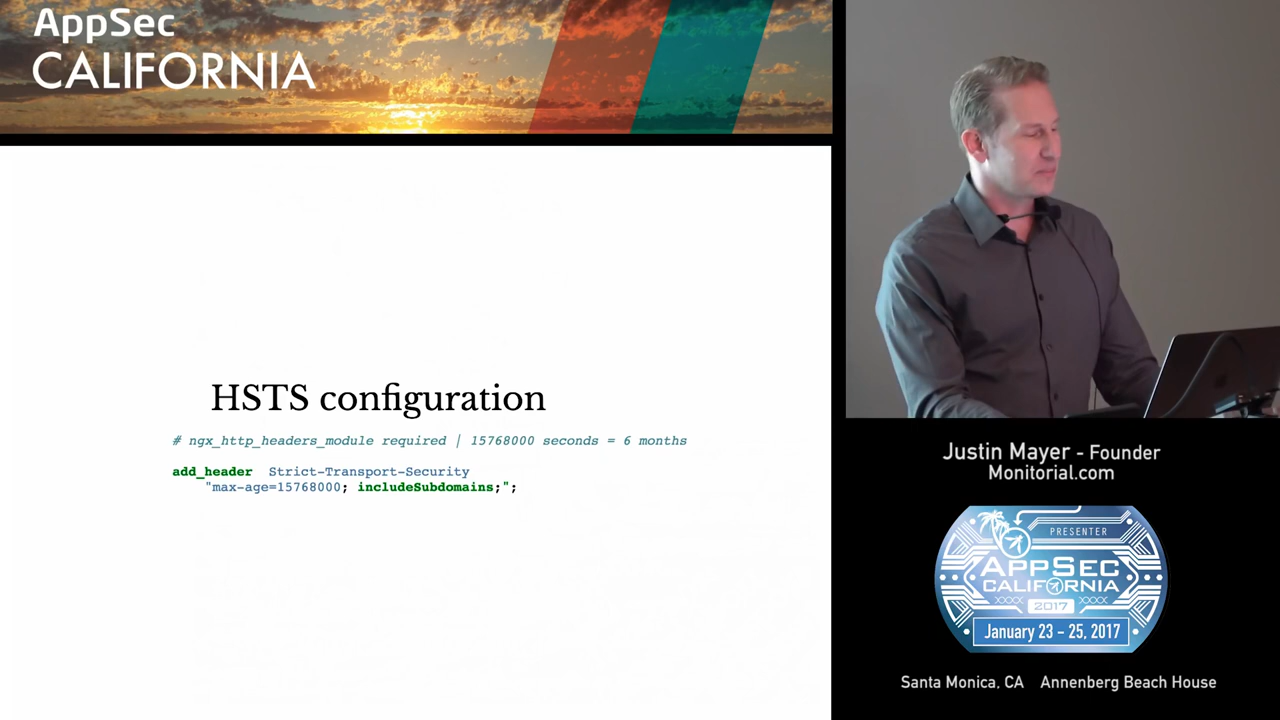 AppSec
CALIFORNIA
HSTS configuration
# ngx_http_headers_module required | 15768000 seconds = 6 months
add_header  Strict-Transport-Security
"max-age=15768000; includeSubdomains;";
Justin Mayer - Founder
Monitorial.com
PRESENTER
APPSEC
CALIFORNIA
2017
January 23 - 25, 2017
Santa Monica, CA    Annenberg Beach House